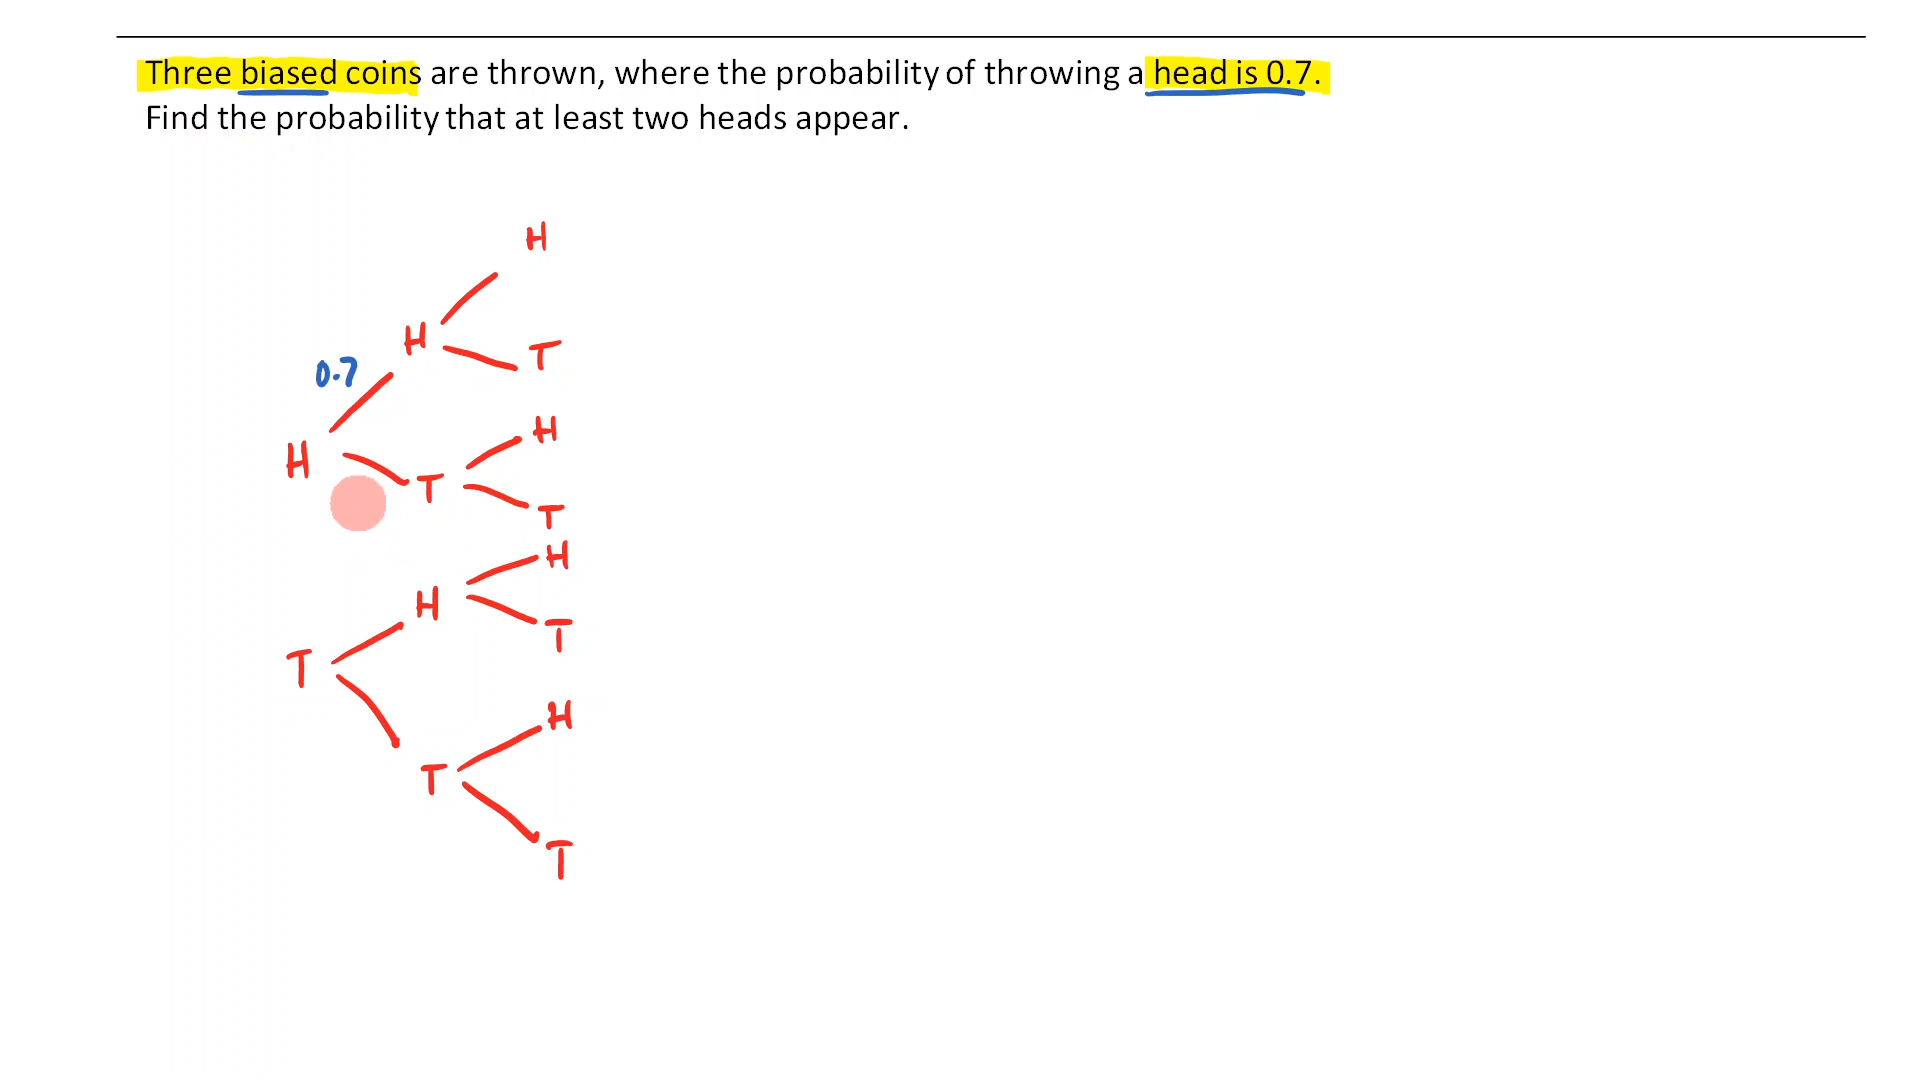 Three biased coins are thrown, where the probability of throwing a head is 0.7.
Find the probability that at least two heads appear.
H
H
T
0.7
H
H
T
T
H
H
T
T
H
T
T